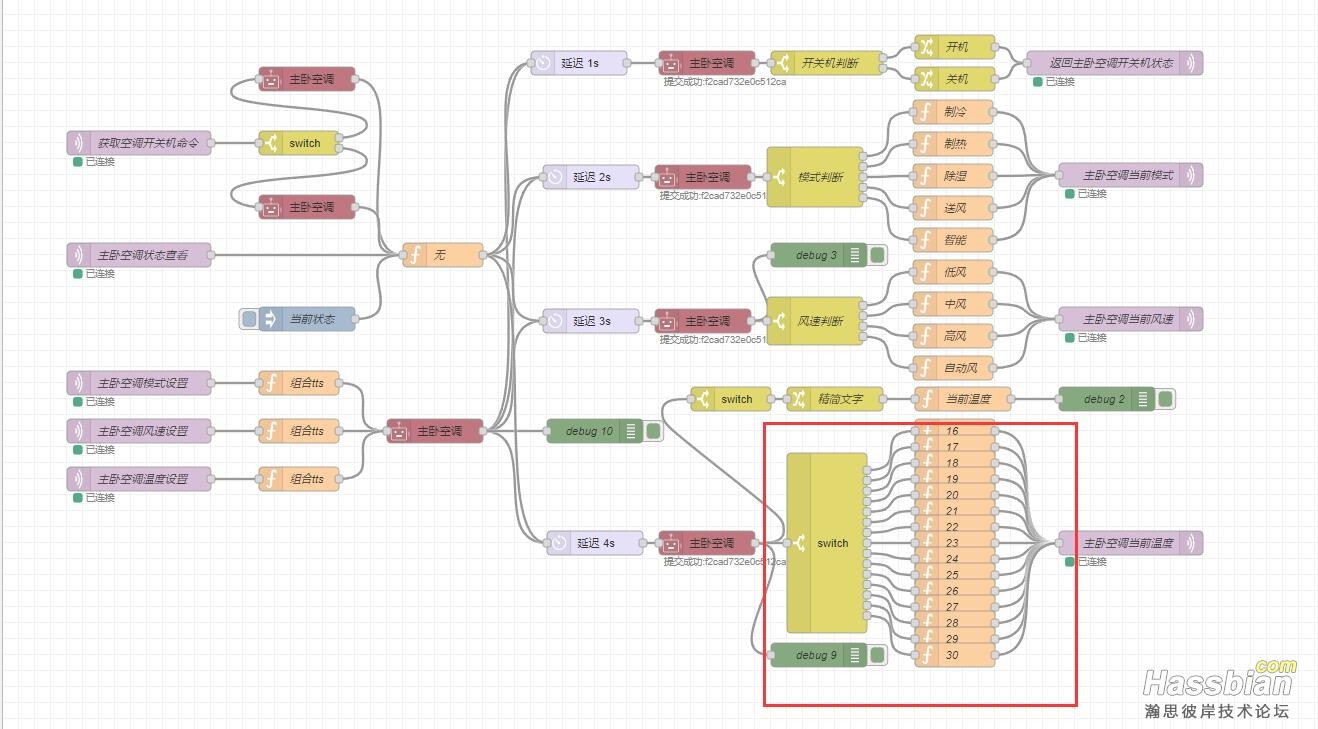 主卧空调
获取空调开关机命令
已连接
switch
主卧空调
主卧空调状态查看
已连接
当前状态
无
主卧空调模式设置
已连接
组合tts
主卧空调风速设置
已连接
组合tts
主卧空调温度设置
已连接
组合tts
主卧空调
延迟 1s
主卧空调
提交成功:f2cad732e0c512ca
开关机判断
开机
关机
返回主卧空调开关机状态
已连接
延迟 2s
主卧空调
提交成功:f2cad732e0c51
模式判断
制冷
制热
除湿
送风
智能
主卧空调当前模式
已连接
debug 3
延迟 3s
主卧空调
提交成功:f2cad732e0c51
风速判断
低风
中风
高风
自动风
主卧空调当前风速
已连接
switch
精简文字
当前温度
debug 2
debug 10
延迟 4s
主卧空调
提交成功:f2cad732e0c512ca
switch
16
17
18
19
20
21
22
23
24
25
26
27
28
29
30
主卧空调当前温度
已连接
debug 9
Hassbian.com
瀚思彼岸技术论坛